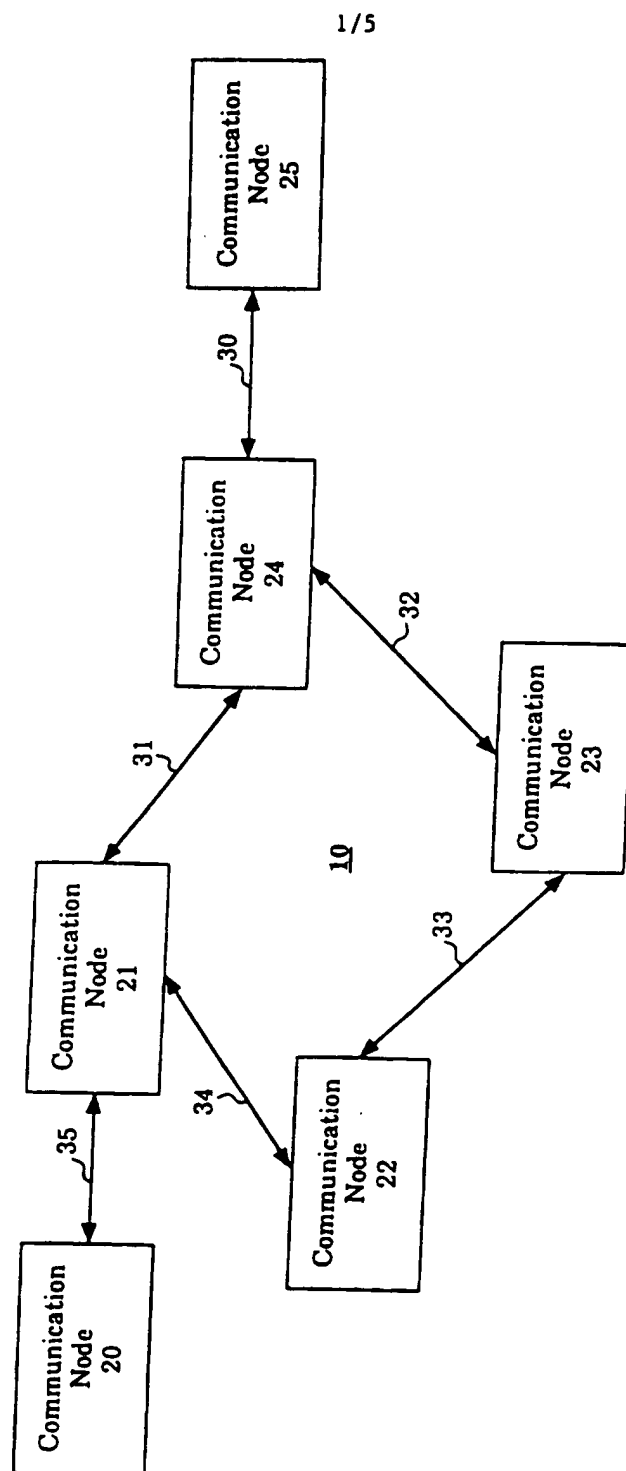 1/5
Communication
Node
20
35
Communication
Node
21
34
Communication
Node
22
31
10
33
Communication
Node
24
32
Communication
Node
23
30
Communication
Node
25